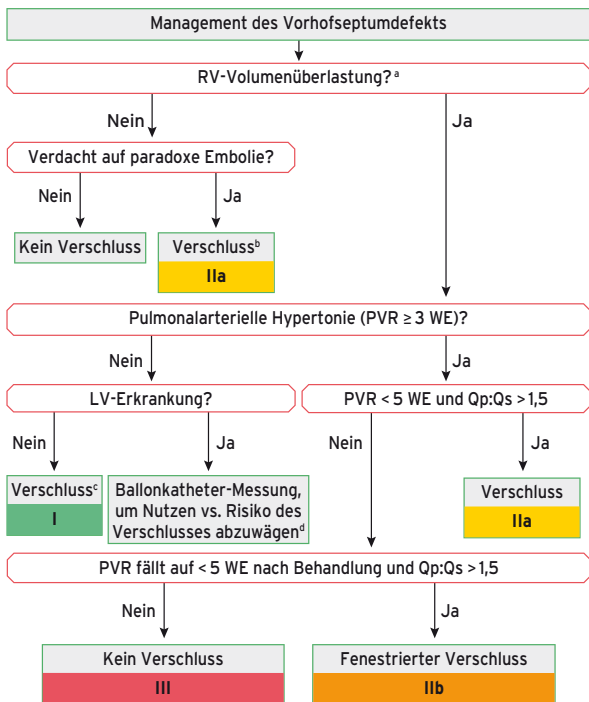 Management des Vorhofseptumdefekts
RV-Volumenüberlastung? a
Nein
Ja
Verdacht auf paradoxe Embolie?
Nein
Ja
Kein Verschluss
Verschlussᵇ
IIa
Pulmonalarterielle Hypertonie (PVR ≥ 3 WE)?
Nein
Ja
LV-Erkrankung?
PVR < 5 WE und Qp:Qs > 1,5
Nein
Ja
Nein
Ja
Verschlussᶜ
I
Ballonkatheter-Messung,
um Nutzen vs. Risiko des
Verschlusses abzuwägenᵈ
Verschluss
IIa
PVR fällt auf < 5 WE nach Behandlung und Qp:Qs > 1,5
Nein
Ja
Kein Verschluss
III
Fenestrierter Verschluss
IIb